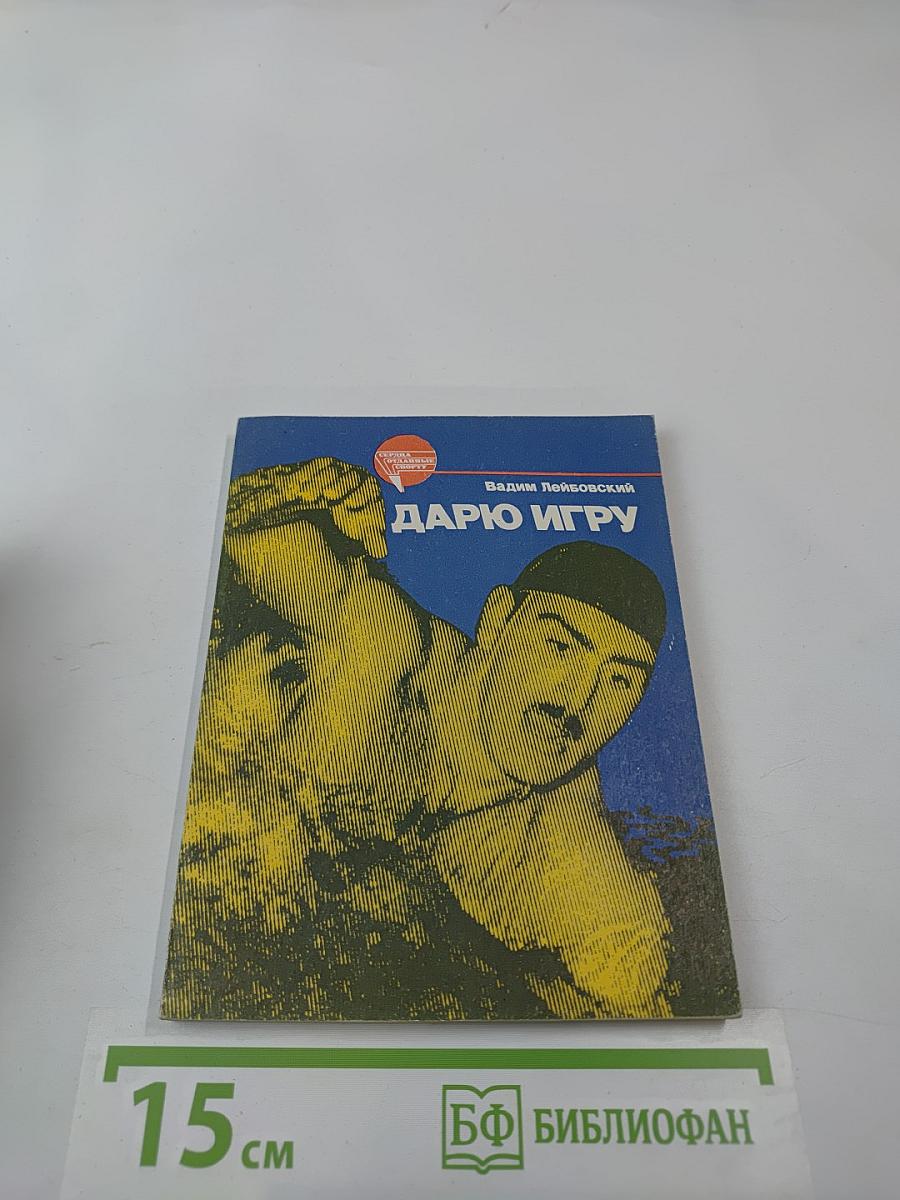 СЕРДЦА
ОТДАННЫЕ
СПОРТУ
Вадим Лейбовский
ДАРЮ ИГРУ
15 см
БФ БИБЛИОФАН